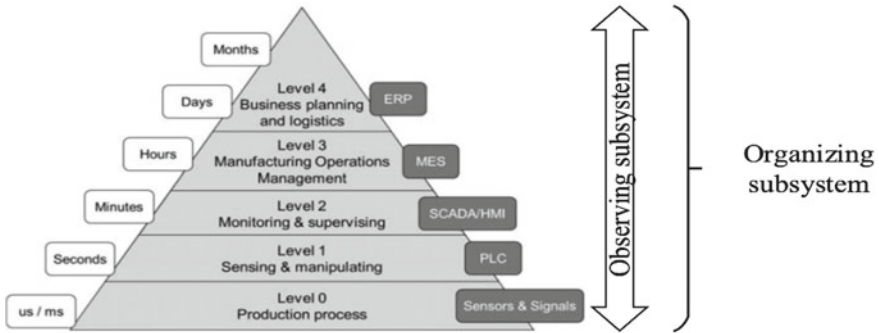 Months
Level 4
Days
Business planning
and logistics
ERP
Level 3
Hours
Manufacturing Operations
Management
MES
Level 2
Minutes
Monitoring & supervising
SCADA/HMI
Level 1
Seconds
Sensing & manipulating
PLC
Level 0
us / ms
Production process
Sensors & Signals
Observing subsystem
Organizing
subsystem